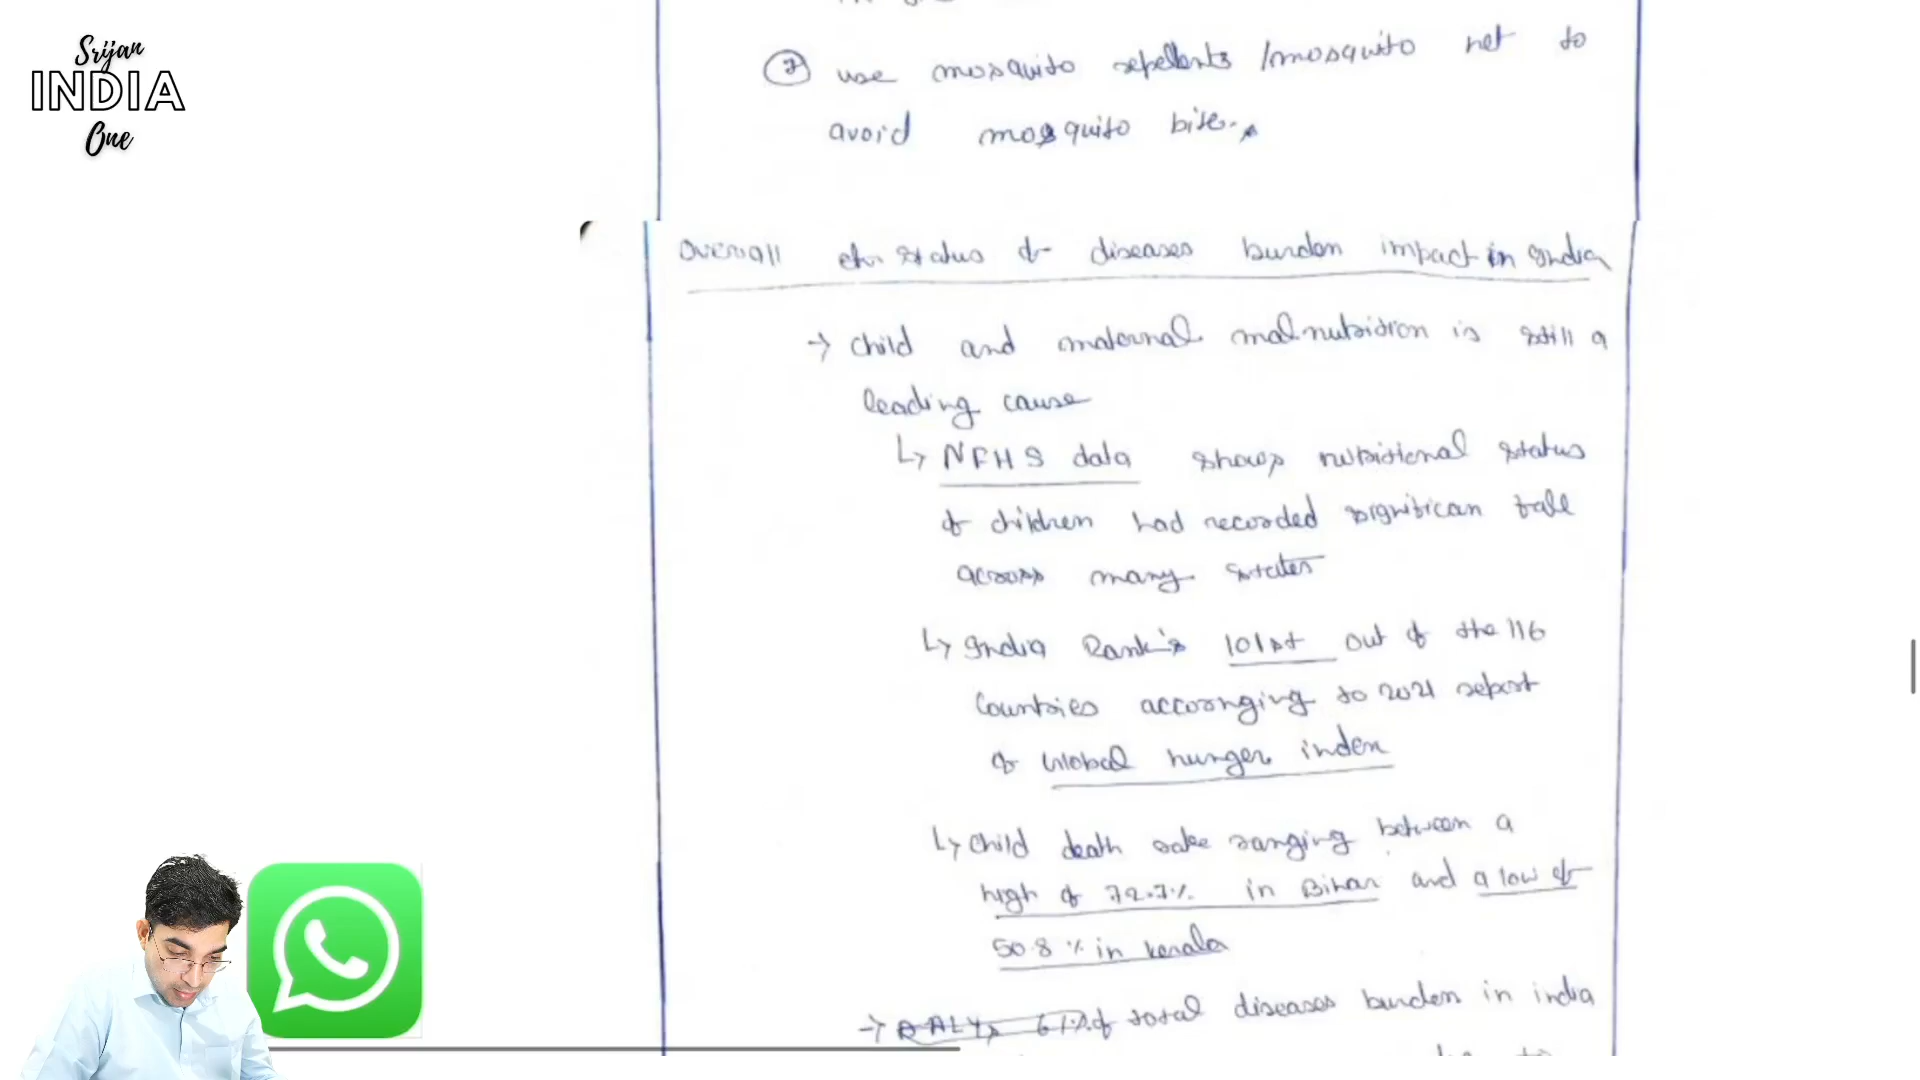 Srijan
INDIA
One
7 use mosquito repellents /mosquito net to
avoid mosquito bite.
Overall status of diseases burden impact in India
→ Child and maternal malnutrition is still a
leading cause
↳ NFHS data shows nutritional status
of children had recorded significan fall
across many states
↳ India Rank's 101st out of the 116
Countries accornging to 2021 report
of Global hunger index
↳ Child death rate ranging between a
high of 72.7% in Bihar and a low of
50.8 % in Kerala
→ 61% of total diseases burden in india